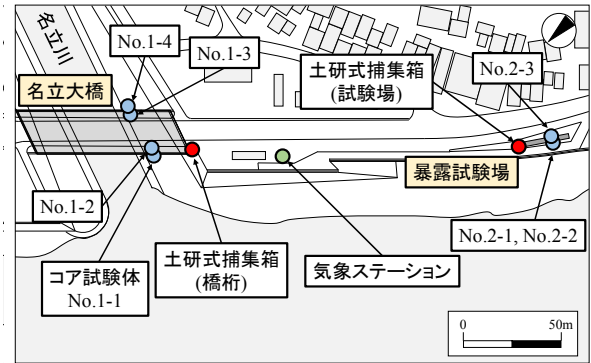 名立川
No.1-4
No.1-3
名立大橋
土研式捕集箱
(試験場)
No.2-3
暴露試験場
No.1-2
コア試験体
No.1-1
土研式捕集箱
(橋桁)
気象ステーション
No.2-1, No.2-2
0
50m